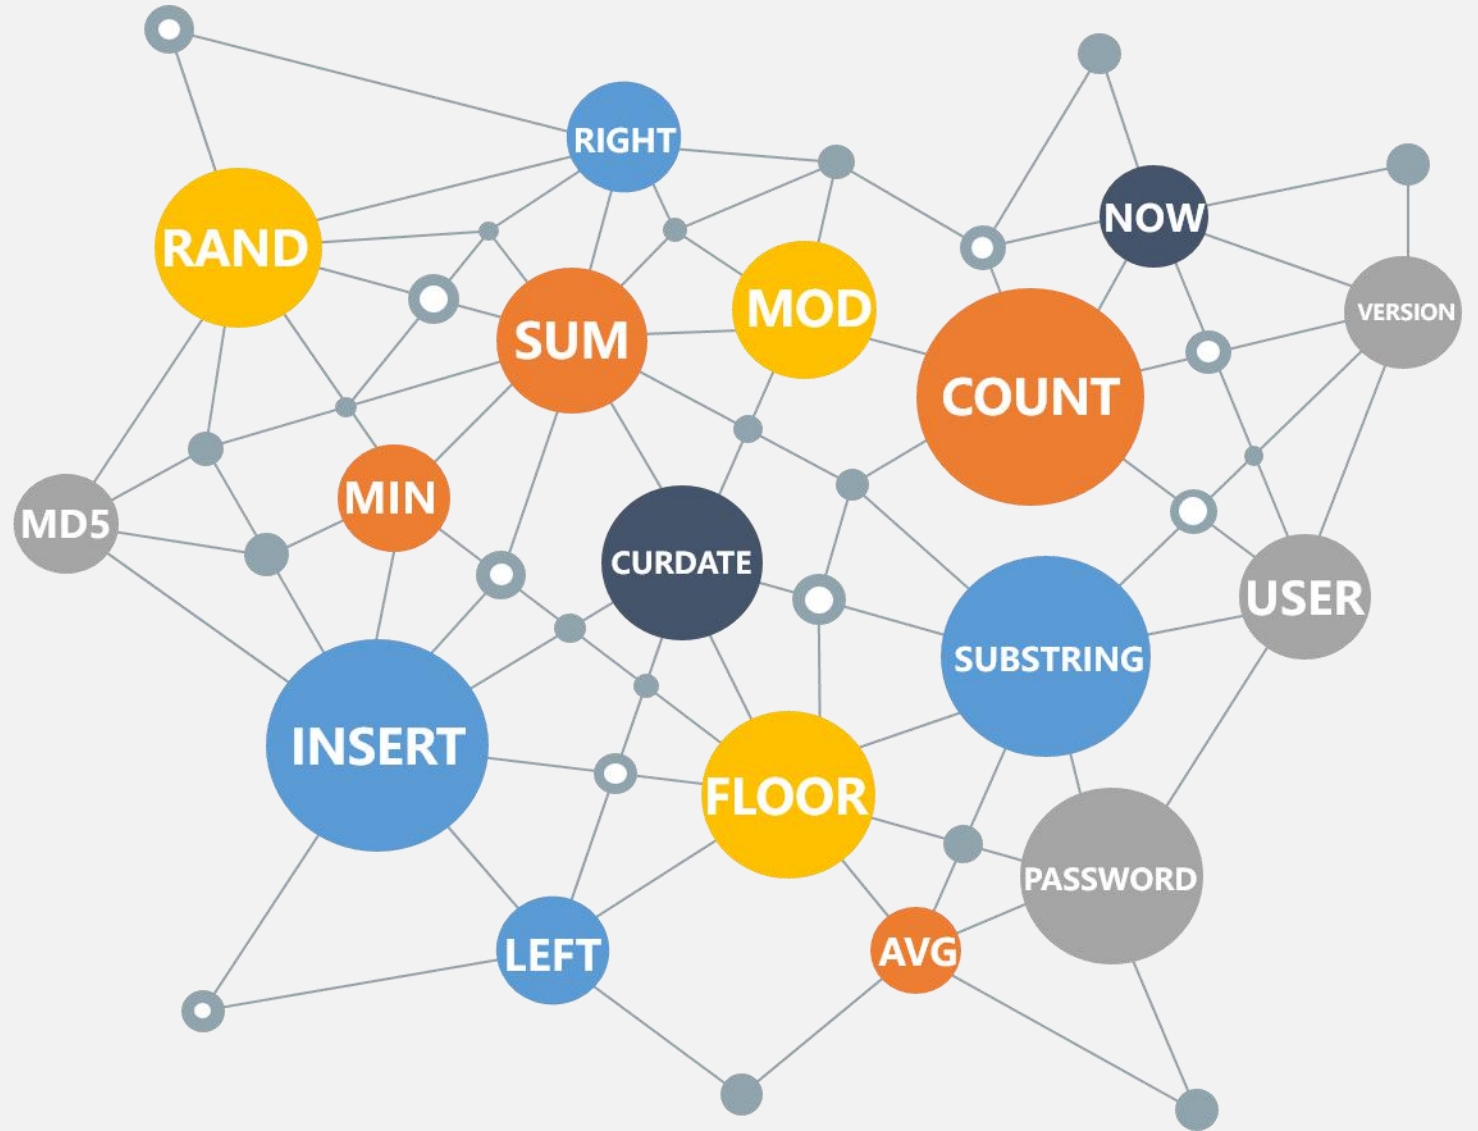 RIGHT
NOW
RAND
MOD
VERSION
SUM
COUNT
MIN
MD5
CURDATE
USER
SUBSTRING
INSERT
FLOOR
PASSWORD
LEFT
AVG